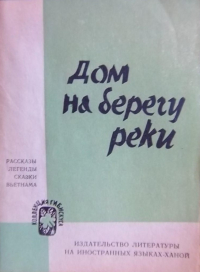 Дом
на берегу
реки
РАССКАЗЫ
ЛЕГЕНДЫ
СКАЗКИ
ВЬЕТНАМА
ИЗДАТЕЛЬСТВО ЛИТЕРАТУРЫ
НА ИНОСТРАННЫХ ЯЗЫКАХ-ХАНОЙ